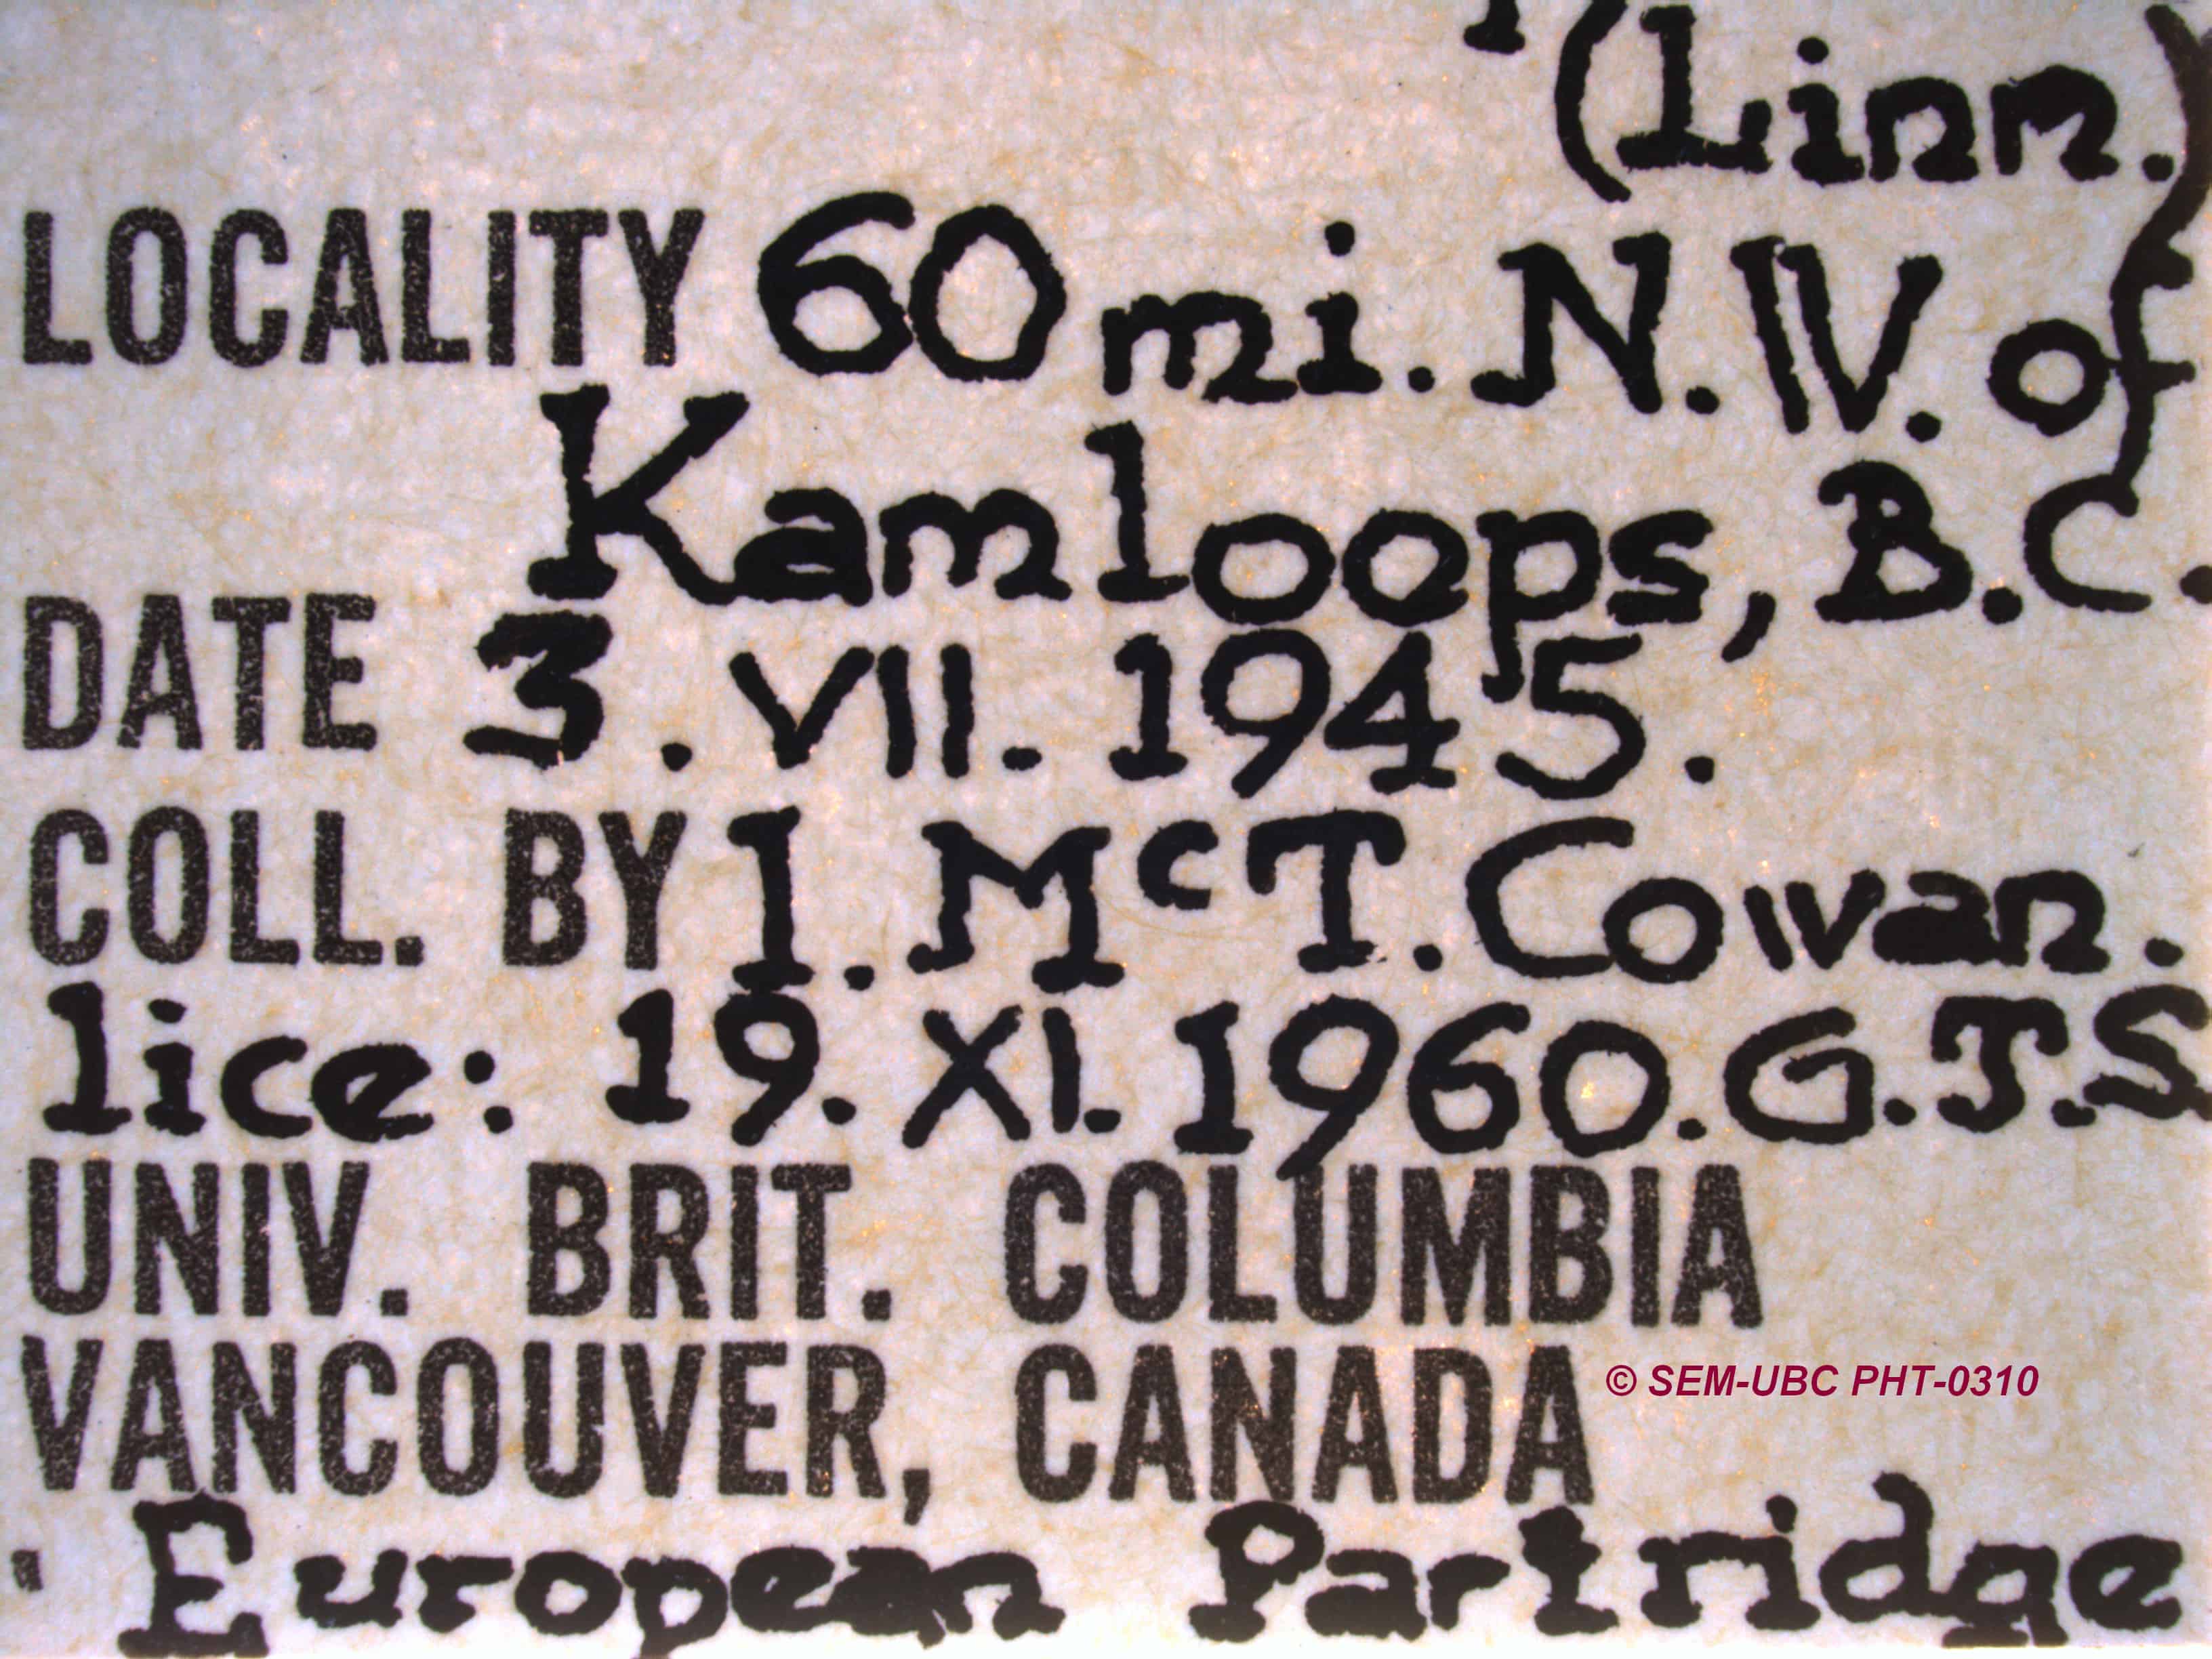 (Linn.)
LOCALITY 60 mi. N.W. of
Kamloops, B.C.
DATE 3. VII. 1945.
COLL. BY I. McT. Cowan.
lice: 19. XI. 1960. G.T.S
UNIV. BRIT. COLUMBIA
VANCOUVER, CANADA
© SEM-UBC PHT-0310
European Partridge